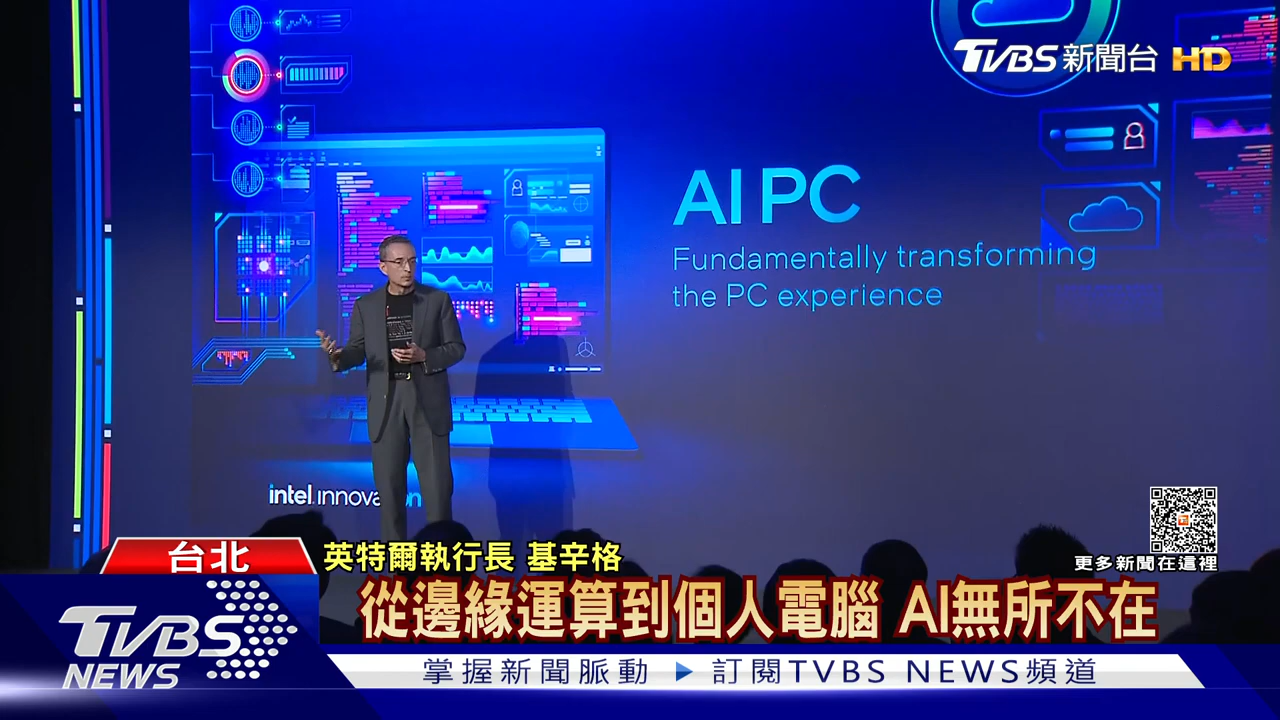 TVBS新聞台 HD
AI PC
Fundamentally transforming
the PC experience
intel innova
更多新聞在這裡
台北
英特爾執行長 基辛格
從邊緣運算到個人電腦 AI無所不在
TVBS
NEWS
掌握新聞脈動 ▶ 訂閱TVBS NEWS頻道